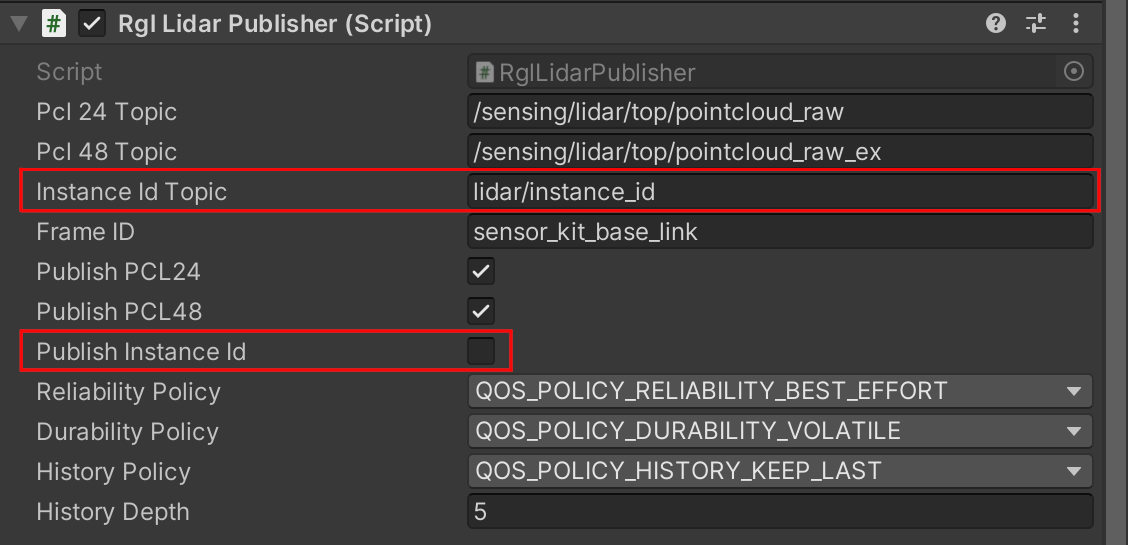 Rgl Lidar Publisher (Script)
Script RglLidarPublisher
Pcl 24 Topic /sensing/lidar/top/pointcloud_raw
Pcl 48 Topic /sensing/lidar/top/pointcloud_raw_ex
Instance Id Topic lidar/instance_id
Frame ID sensor_kit_base_link
Publish PCL24
Publish PCL48
Publish Instance Id
Reliability Policy QOS_POLICY_RELIABILITY_BEST_EFFORT
Durability Policy QOS_POLICY_DURABILITY_VOLATILE
History Policy QOS_POLICY_HISTORY_KEEP_LAST
History Depth 5